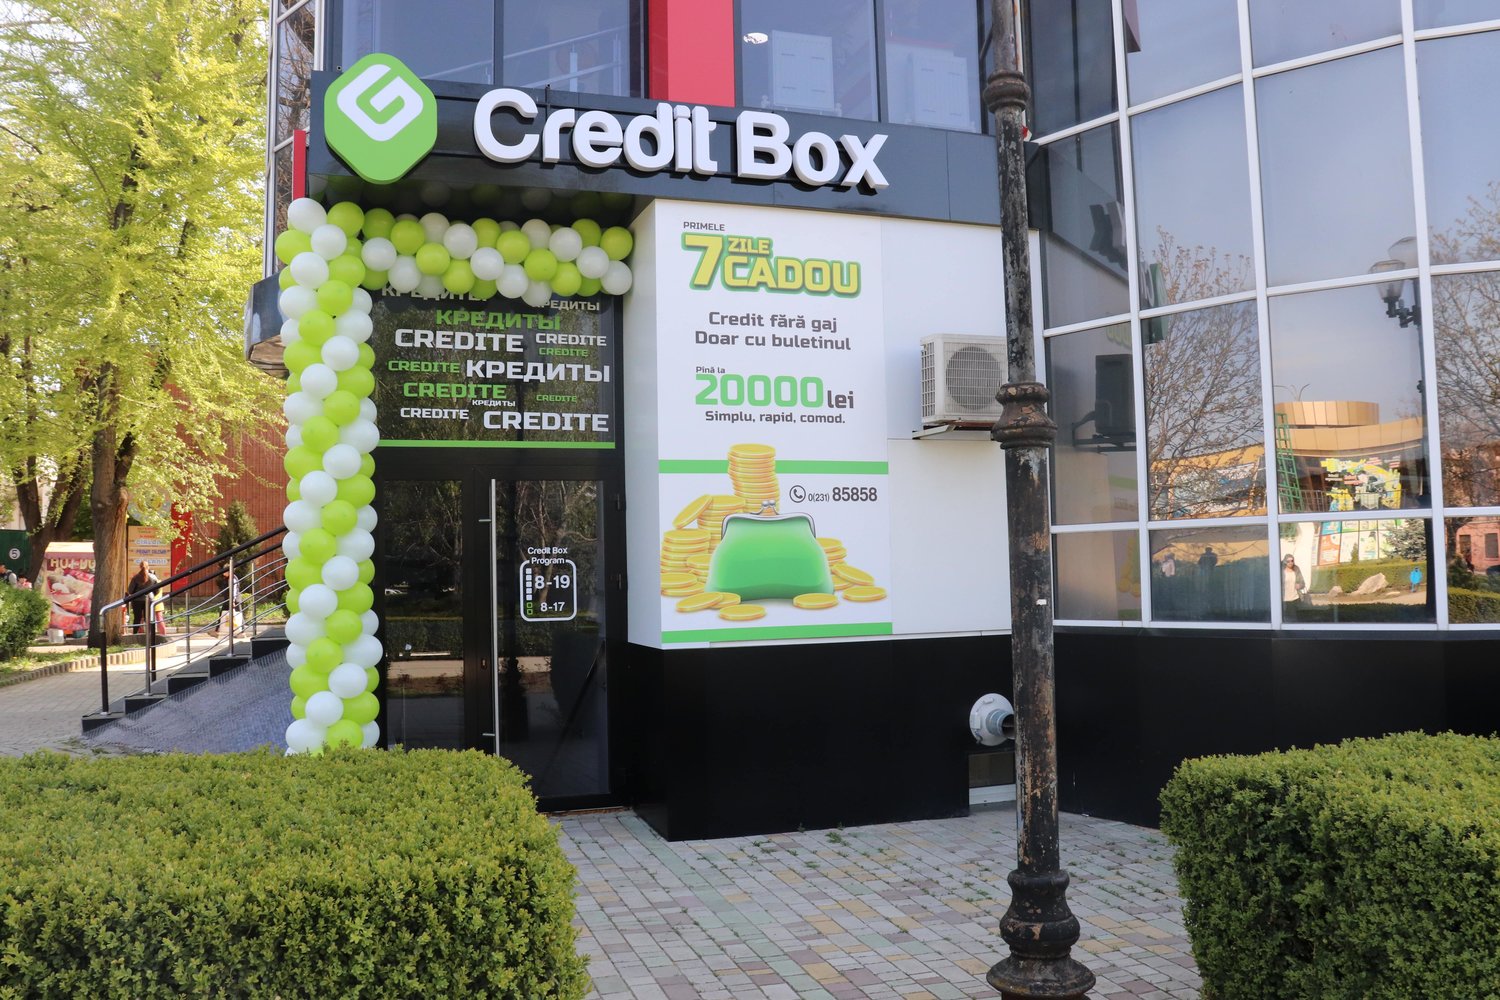 Credit Box
PRIMELE
7 ZILE
CADOU
Credit fără gaj
Doar cu buletinul
Pînă la
20000 lei
Simplu, rapid, comod.
0(231) 85858
КРЕДИТЫ
КРЕДИТЫ
КРЕДИТЫ
CREDITE
CREDITE
CREDITE
CREDITE
КРЕДИТЫ
CREDITE
CREDITE
КРЕДИТЫ
CREDITE
CREDITE
Credit Box
Program
8-19
8-17
5